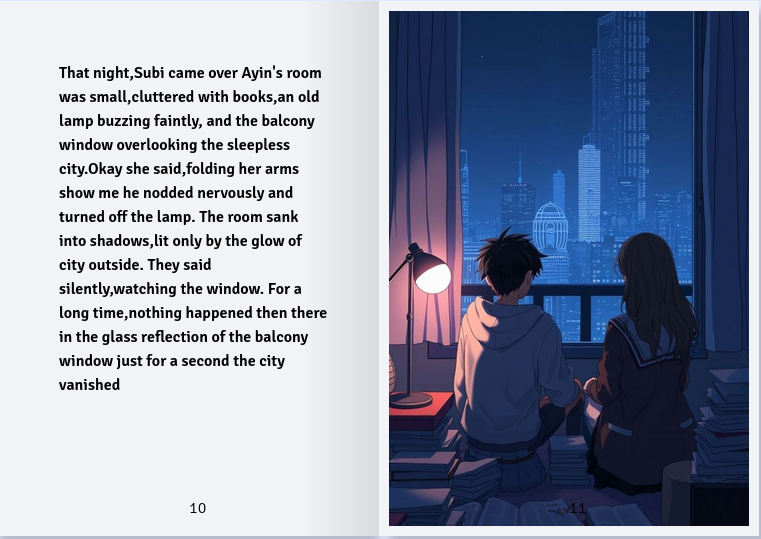 That night,Subi came over Ayin's room
was small,cluttered with books,an old
lamp buzzing faintly, and the balcony
window overlooking the sleepless
city.Okay she said,folding her arms
show me he nodded nervously and
turned off the lamp. The room sank
into shadows,lit only by the glow of
city outside. They said
silently,watching the window. For a
long time,nothing happened then there
in the glass reflection of the balcony
window just for a second the city
vanished
10
11